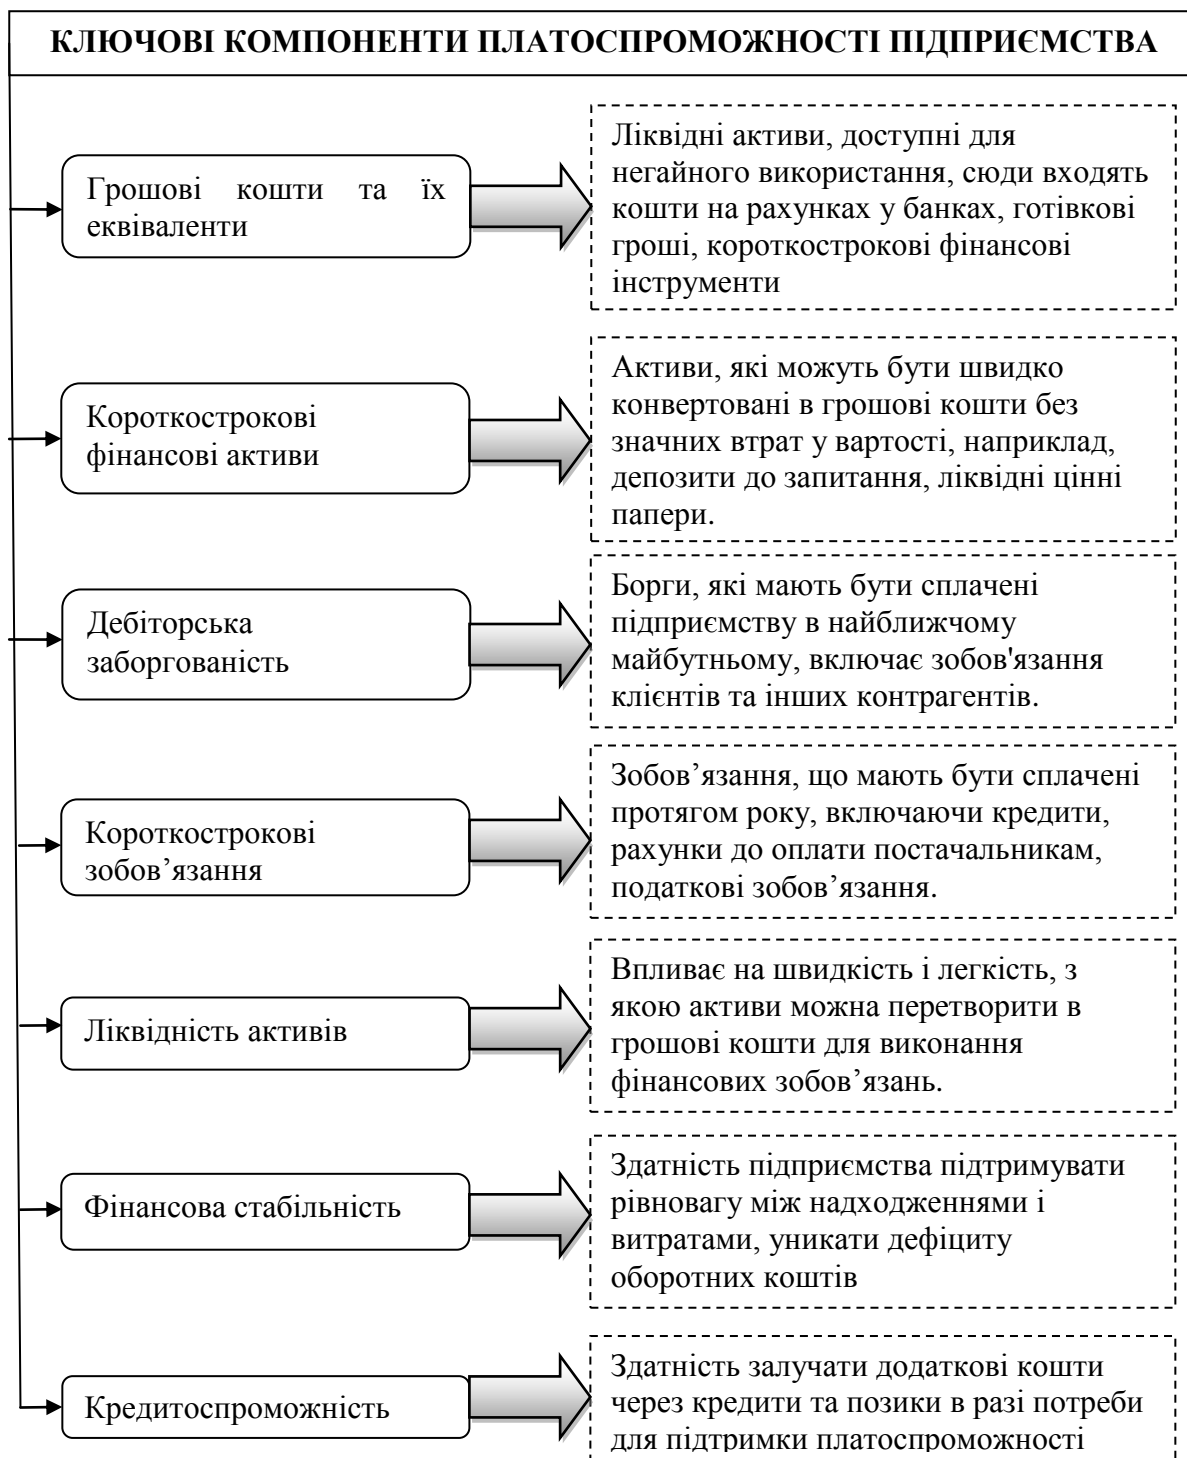 КЛЮЧОВІ КОМПОНЕНТИ ПЛАТОСПРОМОЖНОСТІ ПІДПРИЄМСТВА
Грошові кошти та їх
еквіваленти
Ліквідні активи, доступні для
негайного використання, сюди входять
кошти на рахунках у банках, готівкові
гроші, короткострокові фінансові
інструменти
Короткострокові
фінансові активи
Активи, які можуть бути швидко
конвертовані в грошові кошти без
значних втрат у вартості, наприклад,
депозити до запитання, ліквідні цінні
папери.
Дебіторська
заборгованість
Борги, які мають бути сплачені
підприємству в найближчому
майбутньому, включає зобов'язання
клієнтів та інших контрагентів.
Короткострокові
зобов’язання
Зобов’язання, що мають бути сплачені
протягом року, включаючи кредити,
рахунки до оплати постачальникам,
податкові зобов’язання.
Ліквідність активів
Впливає на швидкість і легкість, з
якою активи можна перетворити в
грошові кошти для виконання
фінансових зобов’язань.
Фінансова стабільність
Здатність підприємства підтримувати
рівновагу між надходженнями і
витратами, уникати дефіциту
оборотних коштів
Кредитоспроможність
Здатність залучати додаткові кошти
через кредити та позики в разі потреби
для підтримки платоспроможності